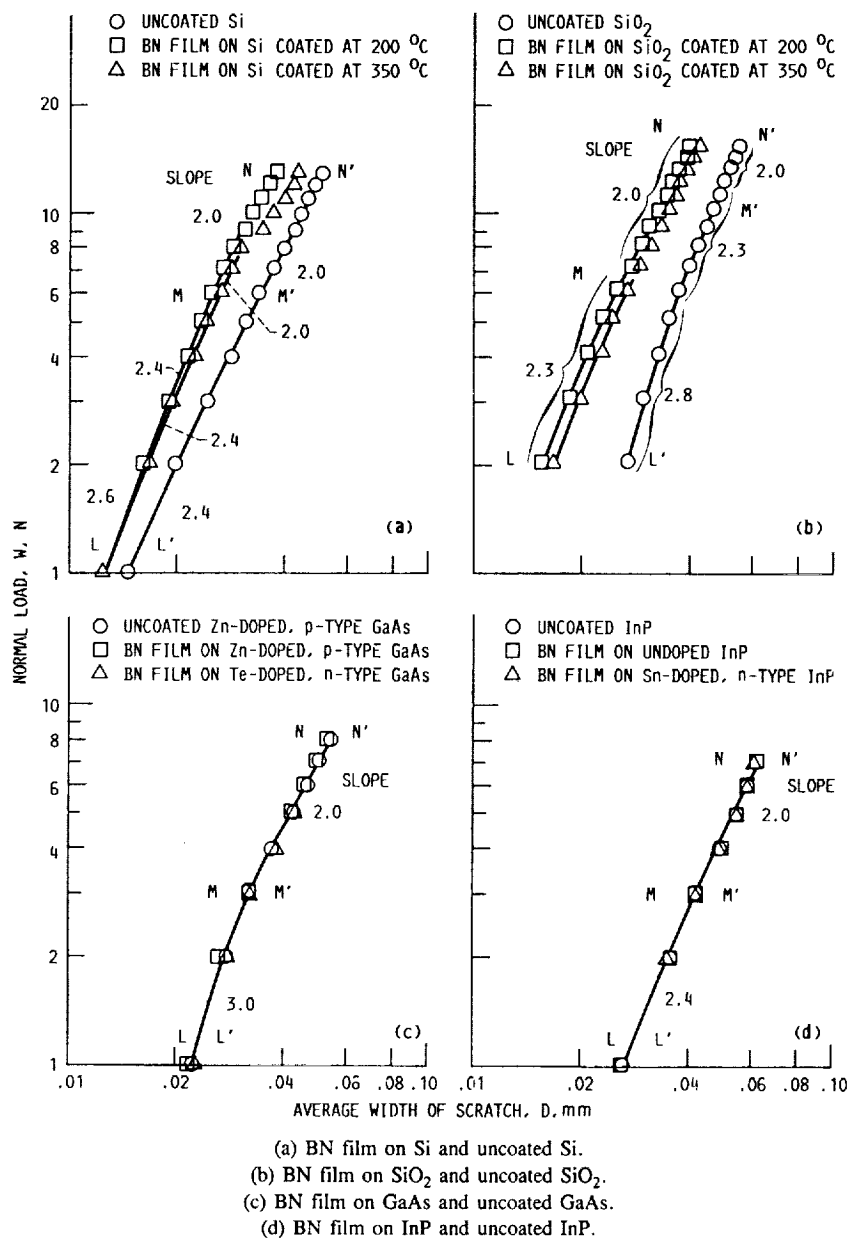 UNCOATED Si
BN FILM ON Si COATED AT 200 °C
BN FILM ON Si COATED AT 350 °C
20
10
8
6
4
2
1
SLOPE
N
N'
2.0
2.0
M
M'
2.0
2.4
2.4
2.6
2.4
L
L'
(a)
UNCOATED SiO2
BN FILM ON SiO2 COATED AT 200 °C
BN FILM ON SiO2 COATED AT 350 °C
N
N'
SLOPE
2.0
2.0
M'
2.3
M
2.3
2.8
L
L'
(b)
NORMAL LOAD, W, N
UNCOATED Zn-DOPED, p-TYPE GaAs
BN FILM ON Zn-DOPED, p-TYPE GaAs
BN FILM ON Te-DOPED, n-TYPE GaAs
10
8
6
4
2
1
N
N'
SLOPE
2.0
M
M'
3.0
L
L'
(c)
.01
.02
.04
.06
.08
.10
UNCOATED InP
BN FILM ON UNDOPED InP
BN FILM ON Sn-DOPED, n-TYPE InP
N
N'
SLOPE
2.0
M
M'
2.4
L
L'
(d)
.01
.02
.04
.06
.08
.10
AVERAGE WIDTH OF SCRATCH, D, mm
(a) BN film on Si and uncoated Si.
(b) BN film on SiO2 and uncoated SiO2.
(c) BN film on GaAs and uncoated GaAs.
(d) BN film on InP and uncoated InP.